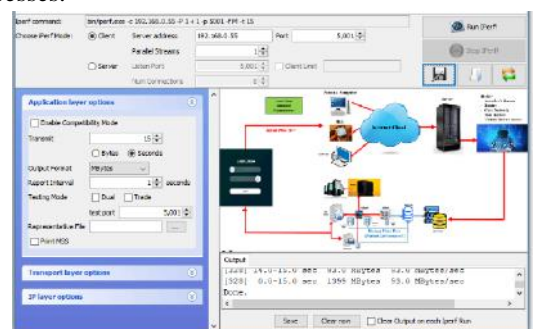 esses.
Iperf command: bin/iperf.exe -c 192.168.0.55 -P 1 -i 1 -p 5001 -f M -t 15
Choose iPerf Mode: Client Server address 192.168.0.55 Port 5,001
Parallel Streams 1
Server Listen Port 5,001 Client Limit
Num Connections 0
Run IPerf!
Stop IPerf!
Application layer options
Enable Compatibility Mode
Transmit 15
Bytes Seconds
Output Format MBytes
Report Interval 1 seconds
Testing Mode Dual Trade
test port 5,001
Representative File ...
Print MSS
Transport layer options
IP layer options
Internet Cloud
Output
[328] 14.0-15.0 sec 93.0 MBytes 93.0 MBytes/sec
[328] 0.0-15.0 sec 1399 MBytes 93.0 MBytes/sec
Done.
Save Clear now Clear Output on each Iperf Run